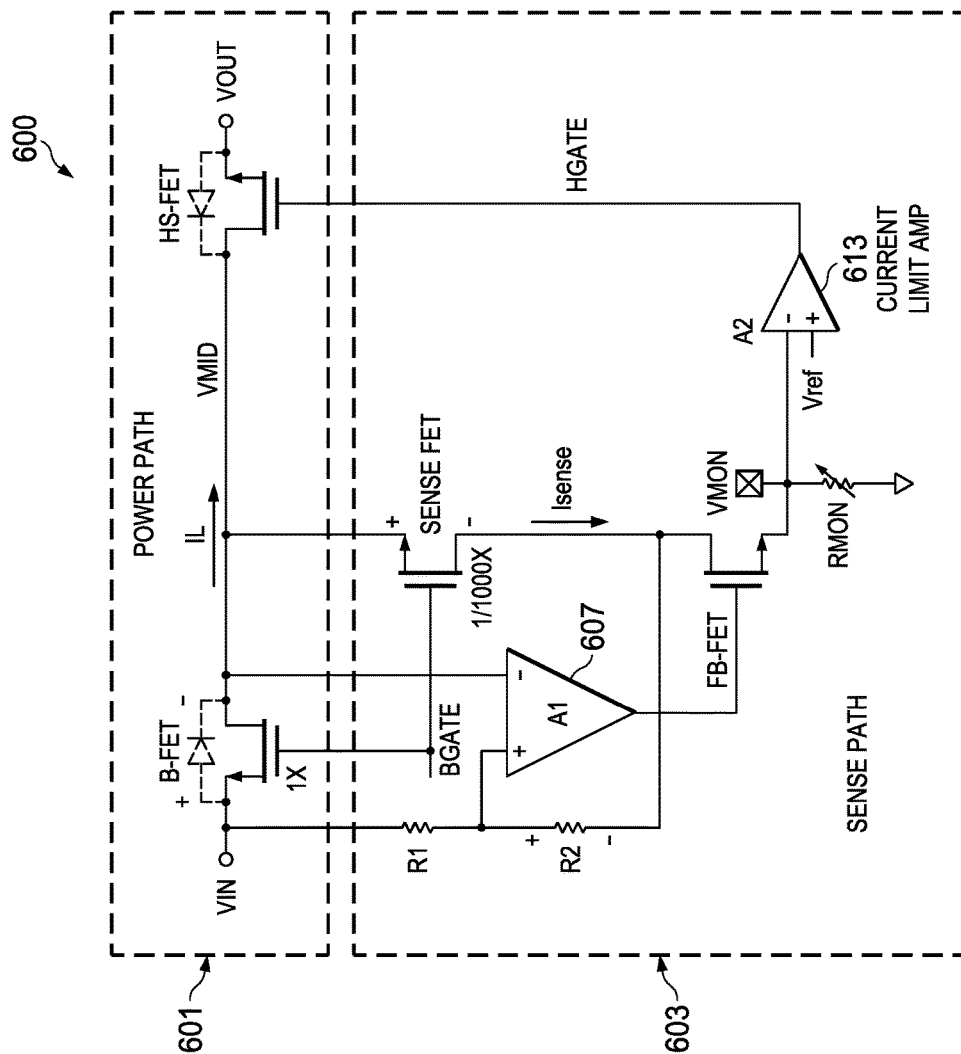 600
601
POWER PATH
VIN
+
B-FET
-
1X
IL
VMID
HS-FET
VOUT
603
R1
+
R2
-
BGATE
+
-
A1
607
+
SENSE FET
-
1/1000X
Isense
FB-FET
VMON
RMON
A2
-
+
Vref
613
CURRENT
LIMIT AMP
HGATE
SENSE PATH